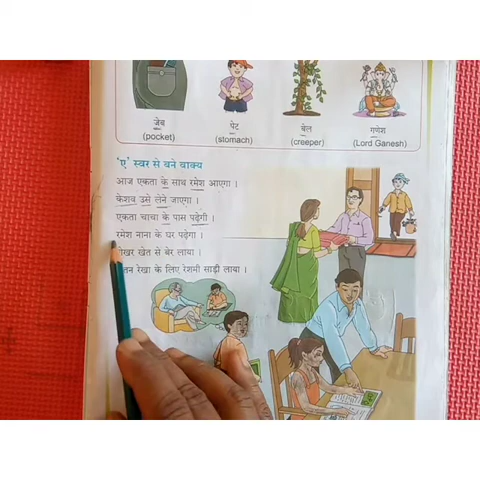 जेब
(pocket)
पेट
(stomach)
बेल
(creeper)
गणेश
(Lord Ganesh)
'ए' स्वर से बने वाक्य
आज एकता के साथ रमेश आएगा ।
केशव उसे लेने जाएगा ।
एकता चाचा के पास पढ़ेगी ।
रमेश नाना के घर पढ़ेगा ।
खेत से बेर लाया ।
रेखा के लिए रेशमी साड़ी लाया ।